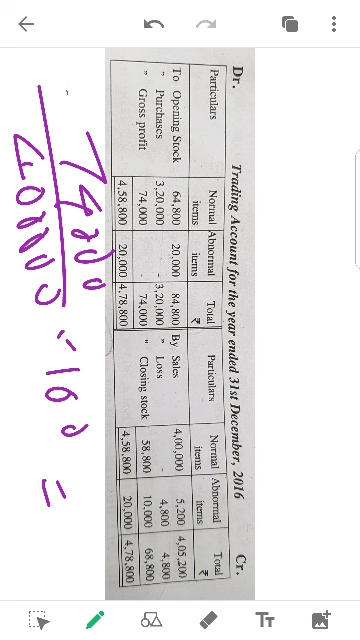 Dr. Trading Account for the year ended 31st December, 2016 Cr.
Particulars Normal items Abnormal items Total ₹ Particulars Normal items Abnormal items Total ₹
To Opening Stock 64,800 20,000 84,800 By Sales 4,00,000 5,200 4,05,200
" Purchases 3,20,000 - 3,20,000 " Loss - 4,800 4,800
" Gross profit 74,000 - 74,000 " Closing stock 58,800 10,000 68,800
4,58,800 20,000 4,78,800 4,58,800 20,000 4,78,800
74000
400000 × 100 =
TT